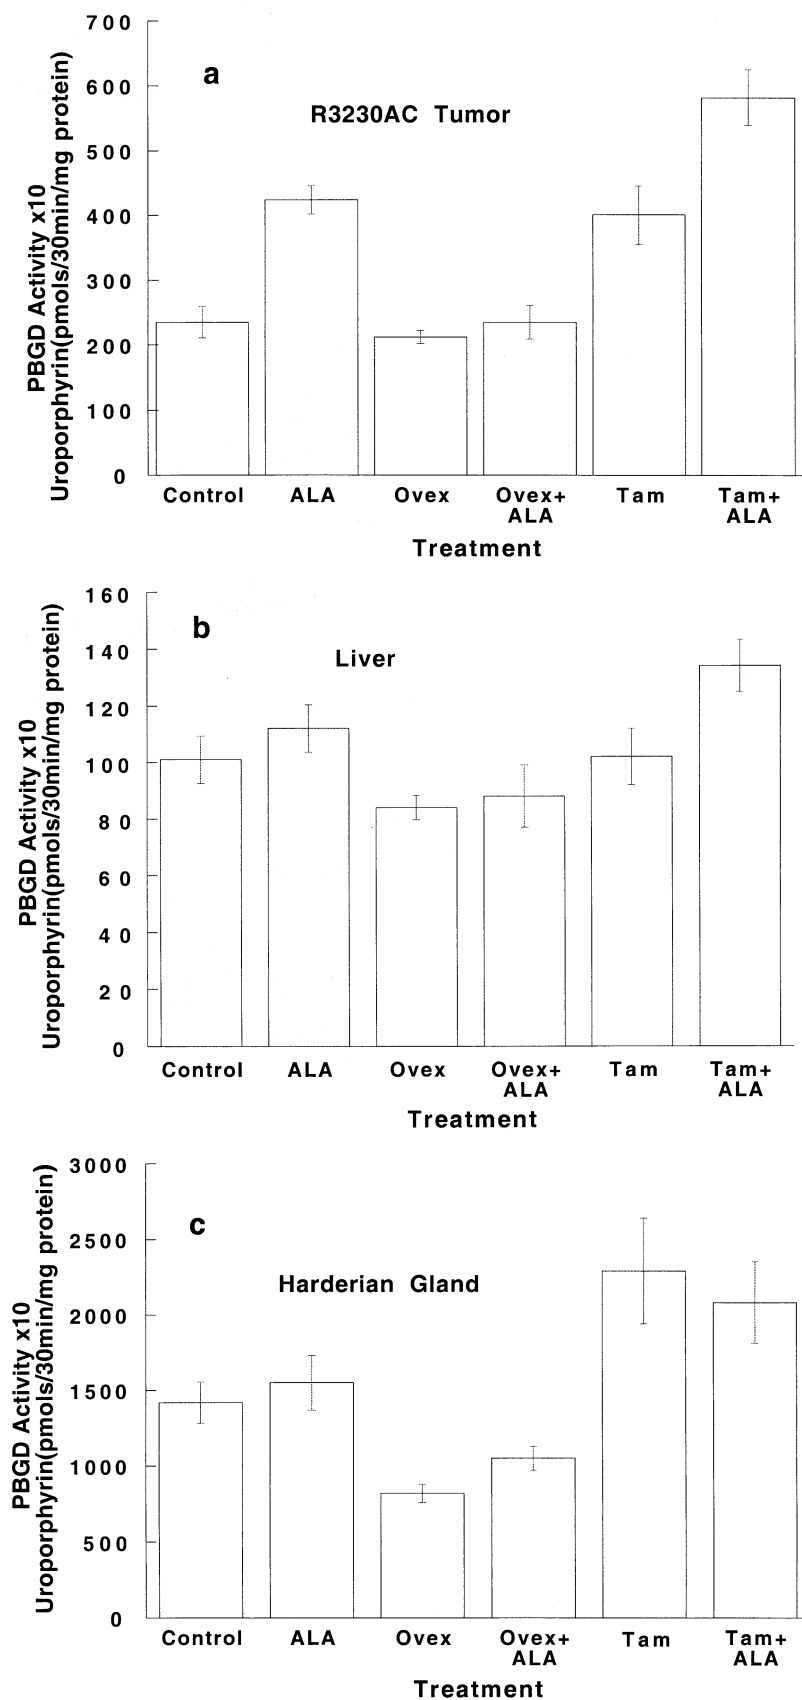 a
R3230AC Tumor
PBGD Activity x10
Uroporphyrin(pmols/30min/mg protein)
700
600
500
400
300
200
100
0
Control ALA Ovex Ovex+ Tam Tam+
ALA ALA
Treatment
b
Liver
PBGD Activity x10
Uroporphyrin(pmols/30min/mg protein)
160
140
120
100
80
60
40
20
0
Control ALA Ovex Ovex+ Tam Tam+
ALA ALA
Treatment
c
Harderian Gland
PBGD Activity x10
Uroporphyrin(pmols/30min/mg protein)
3000
2500
2000
1500
1000
500
0
Control ALA Ovex Ovex+ Tam Tam+
ALA ALA
Treatment